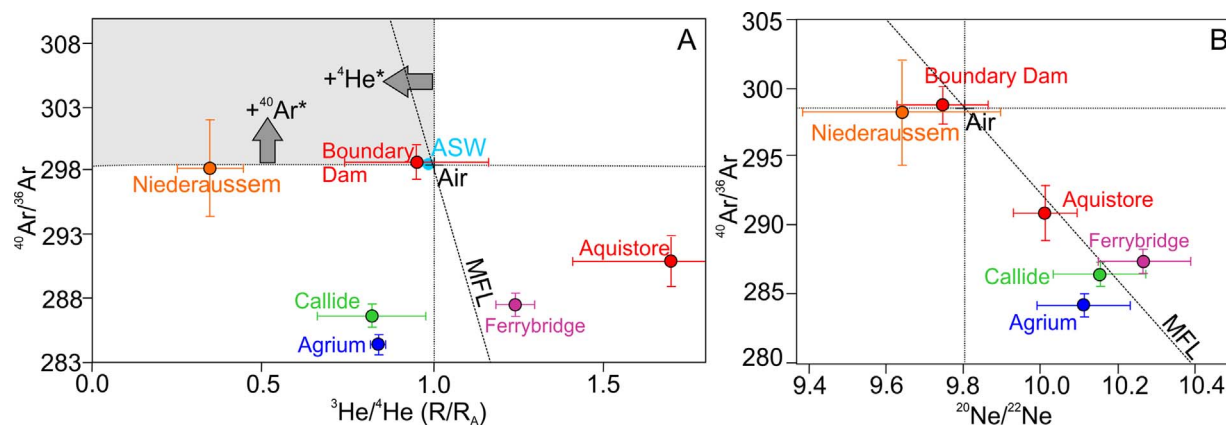 A
308
303
298
293
288
283
⁴⁰Ar/³⁶Ar
+⁴He*
+⁴⁰Ar*
Boundary
Dam
ASW
Air
Niederaussem
Aquistore
MFL
Callide
Ferrybridge
Agrium
0.0
0.5
1.0
1.5
³He/⁴He (R/R_A)
B
305
300
295
290
285
280
⁴⁰Ar/³⁶Ar
Boundary Dam
Air
Niederaussem
Aquistore
Ferrybridge
Callide
Agrium
MFL
9.4
9.6
9.8
10.0
10.2
10.4
²⁰Ne/²²Ne